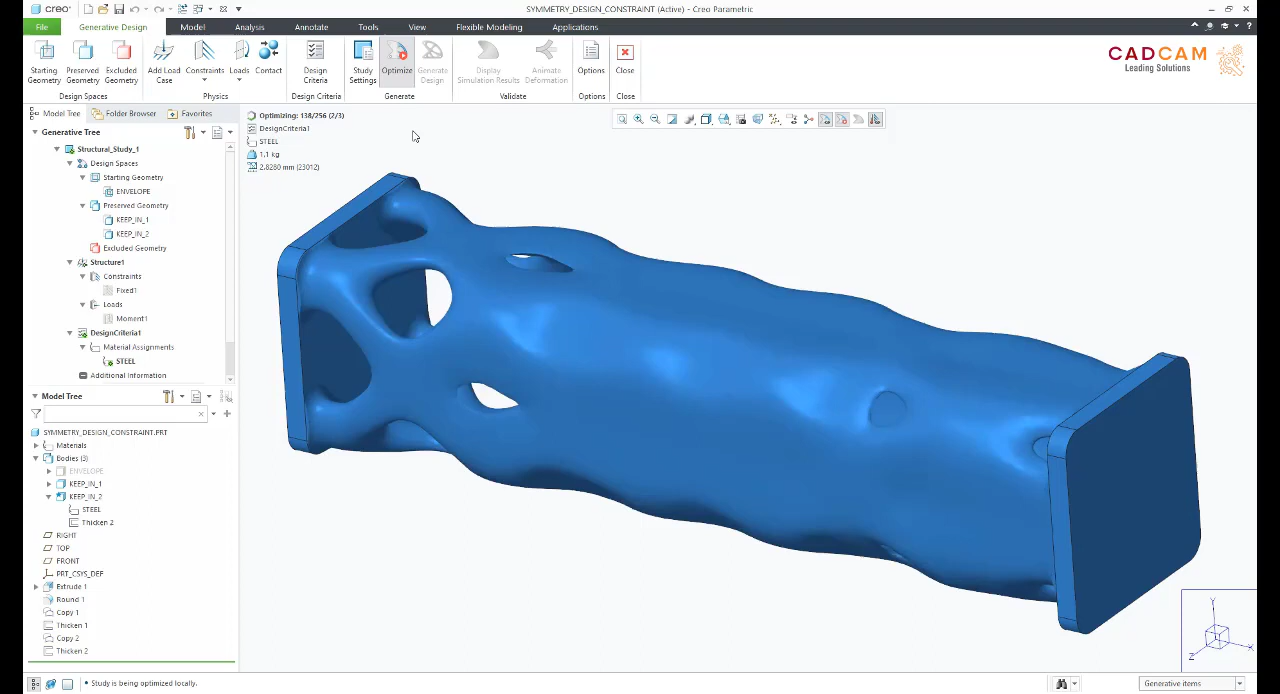 creo
SYMMETRY_DESIGN_CONSTRAINT (Active) - Creo Parametric
File
Generative Design
Model
Analysis
Annotate
Tools
View
Flexible Modeling
Applications
Starting Geometry
Preserved Geometry
Excluded Geometry
Add Load Case
Constraints
Loads
Contact
Design Criteria
Study Settings
Optimize
Generate Design
Display Simulation Results
Animate Deformation
Options
Close
Design Spaces
Physics
Design Criteria
Generate
Validate
Options
Close
CADCAM
Leading Solutions
Model Tree
Folder Browser
Favorites
Generative Tree
Structural_Study_1
Design Spaces
Starting Geometry
ENVELOPE
Preserved Geometry
KEEP_IN_1
KEEP_IN_2
Excluded Geometry
Structure1
Constraints
Fixed1
Loads
Moment1
DesignCriteria1
Material Assignments
STEEL
Additional Information
Model Tree
SYMMETRY_DESIGN_CONSTRAINT.PRT
Materials
Bodies (3)
ENVELOPE
KEEP_IN_1
KEEP_IN_2
STEEL
Thicken 2
RIGHT
TOP
FRONT
PRT_CSYS_DEF
Extrude 1
Round 1
Copy 1
Thicken 1
Copy 2
Thicken 2
Optimizing: 138/256 (2/3)
DesignCriteria1
STEEL
1,1 kg
2.8280 mm (23012)
Y
X
Z
• Study is being optimized locally.
Generative items